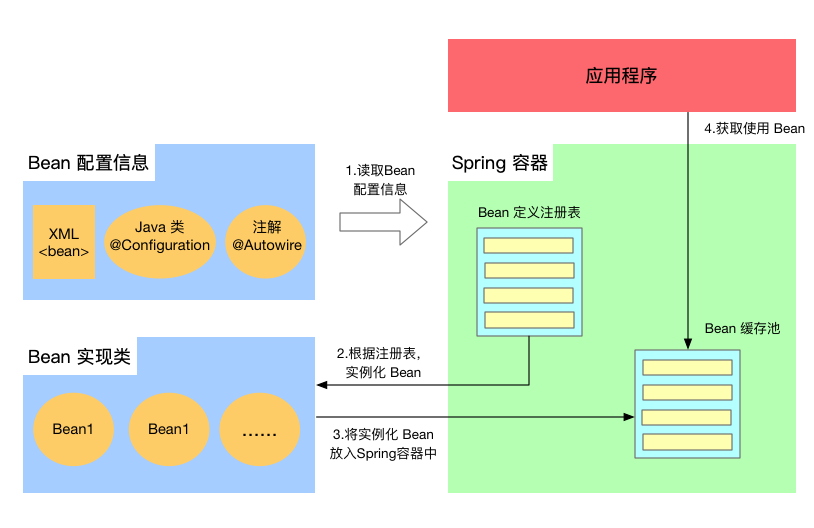 应用程序
4.获取使用 Bean
Bean 配置信息
XML
<bean>
Java 类
@Configuration
注解
@Autowire
1.读取Bean
配置信息
Spring 容器
Bean 定义注册表
Bean 缓存池
Bean 实现类
Bean1
Bean1
......
2.根据注册表，
实例化 Bean
3.将实例化 Bean
放入Spring容器中